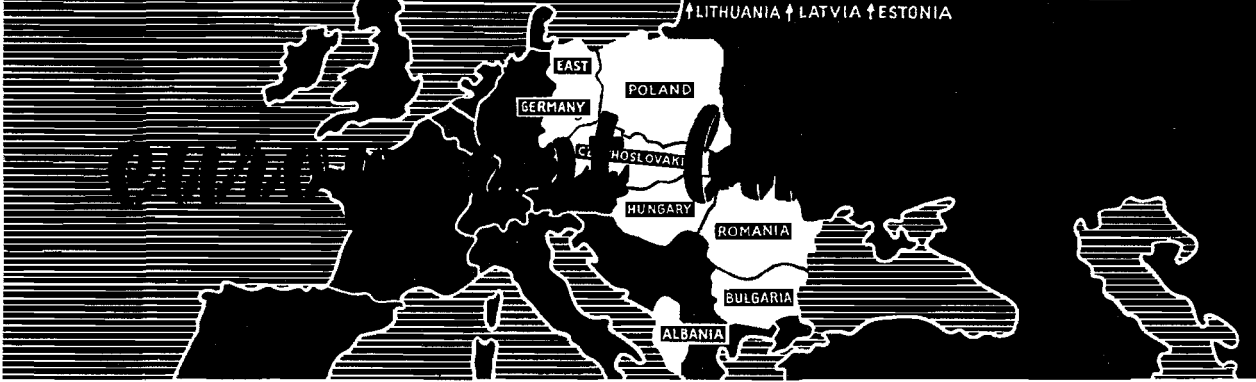 ↑LITHUANIA ↑LATVIA ↑ESTONIA
EAST
GERMANY
POLAND
HUNGARY
ROMANIA
BULGARIA
ALBANIA